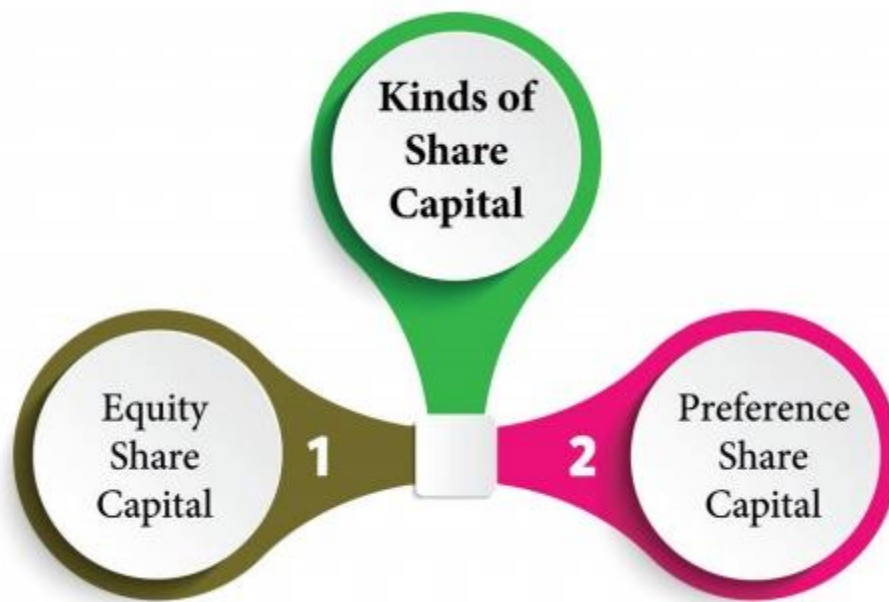 Kinds of
Share
Capital
Equity
Share
Capital
1
2
Preference
Share
Capital